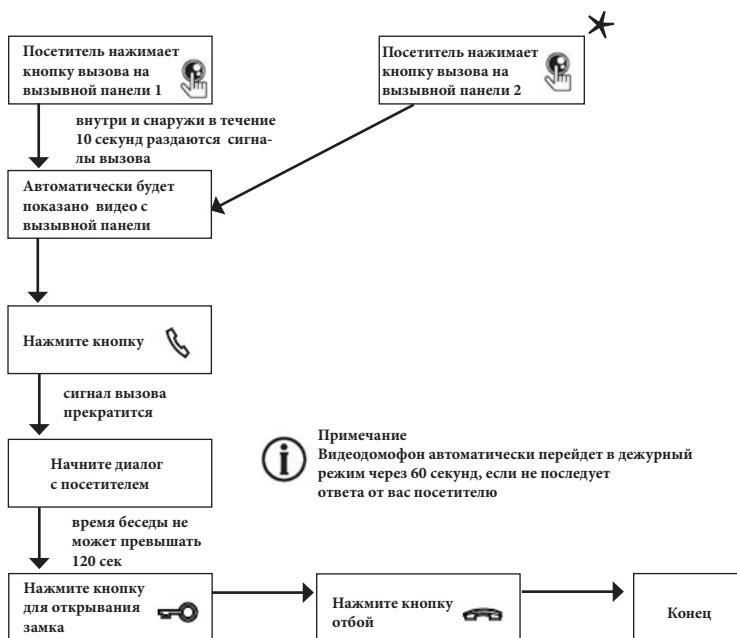 Посетитель нажимает
кнопку вызова на
вызывной панели 1
Посетитель нажимает
кнопку вызова на
вызывной панели 2
внутри и снаружи в течение
10 секунд раздаются сигна-
лы вызова
Автоматически будет
показано видео с
вызывной панели
Нажмите кнопку
сигнал вызова
прекратится
Примечание
Видеодомофон автоматически перейдет в дежурный
режим через 60 секунд, если не последует
ответа от вас посетителю
Начните диалог
с посетителем
время беседы не
может превышать
120 сек
Нажмите кнопку
для открывания
замка
Нажмите кнопку
отбой
Конец